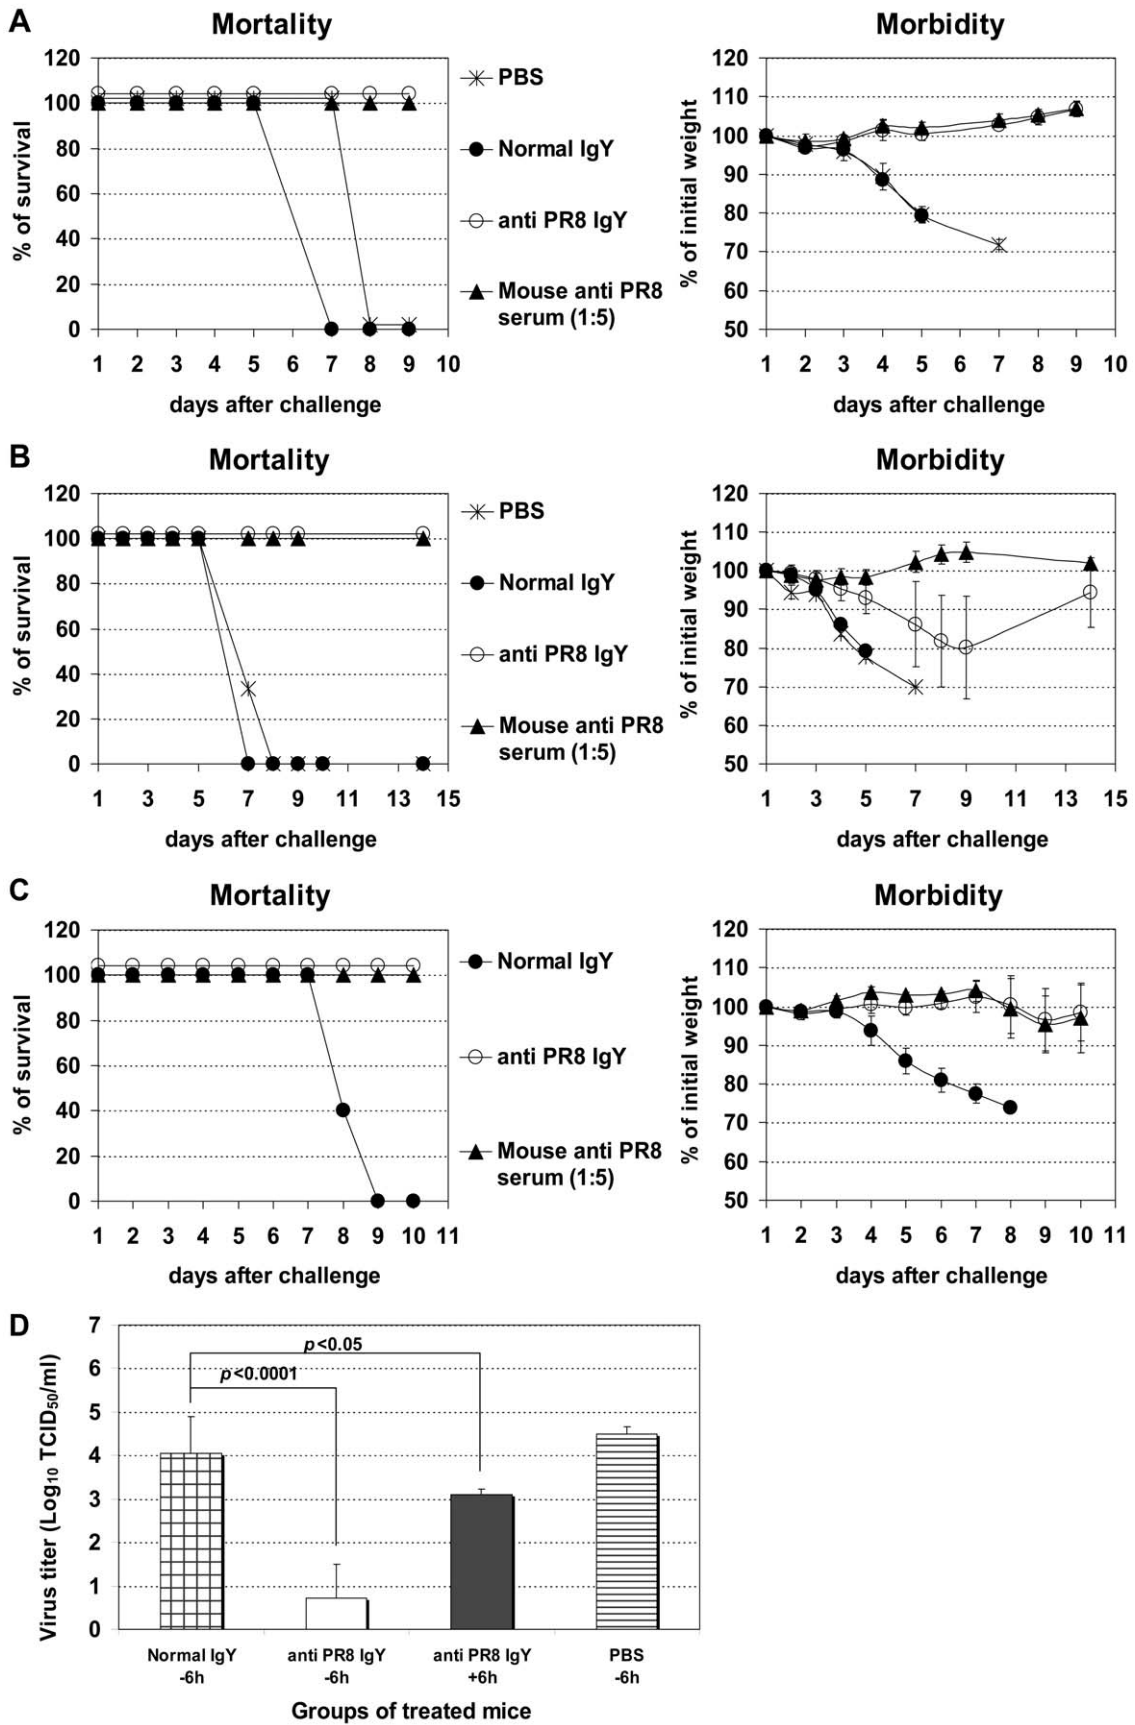 A
Mortality
120
100
80
60
40
20
0
% of survival
1 2 3 4 5 6 7 8 9 10
days after challenge
PBS
Normal IgY
anti PR8 IgY
Mouse anti PR8
serum (1:5)
Morbidity
120
110
100
90
80
70
60
50
% of initial weight
1 2 3 4 5 6 7 8 9 10
days after challenge
B
Mortality
120
100
80
60
40
20
0
% of survival
1 3 5 7 9 11 13 15
days after challenge
PBS
Normal IgY
anti PR8 IgY
Mouse anti PR8
serum (1:5)
Morbidity
120
110
100
90
80
70
60
50
% of initial weight
1 3 5 7 9 11 13 15
days after challenge
C
Mortality
120
100
80
60
40
20
0
% of survival
1 2 3 4 5 6 7 8 9 10 11
days after challenge
Normal IgY
anti PR8 IgY
Mouse anti PR8
serum (1:5)
Morbidity
120
110
100
90
80
70
60
50
% of initial weight
1 2 3 4 5 6 7 8 9 10 11
days after challenge
D
7
6
5
4
3
2
1
0
Virus titer (Log10 TCID50/ml)
p<0.05
p<0.0001
Normal IgY
-6h
anti PR8 IgY
-6h
anti PR8 IgY
+6h
PBS
-6h
Groups of treated mice